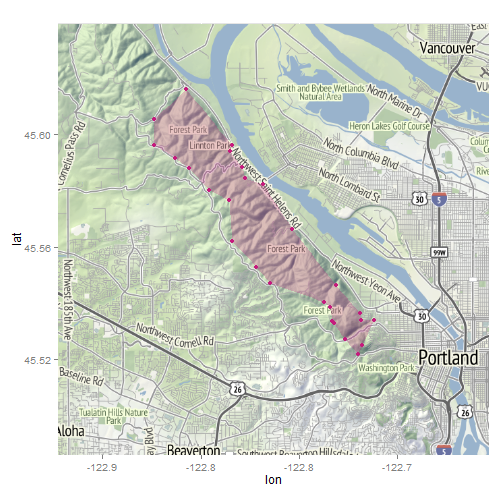 East
Vancouver
VU
Smith and Bybee Wetlands
Natural Area
North Marine Dr
Heron Lakes Golf Course
Colum
Co
45.60
Cornelius Pass Rd
Forest Park
Linnton Park
North Columbia Blvd
North Lombard St
Northwest Saint Helens Rd
30
5
lat
45.56
Forest Park
99W
Northwest 185th Ave
Northwest Yeon Ave
Forest Park
30
Northwest Cornell Rd
45.52
Portland
Washington Park
Baseline Rd
26
Tualatin Hills Nature
Park
26
Aloha
Blvd
Beaverton
Southwest Beaverton Hillsdale
5
-122.9
-122.8
-122.8
-122.7
lon